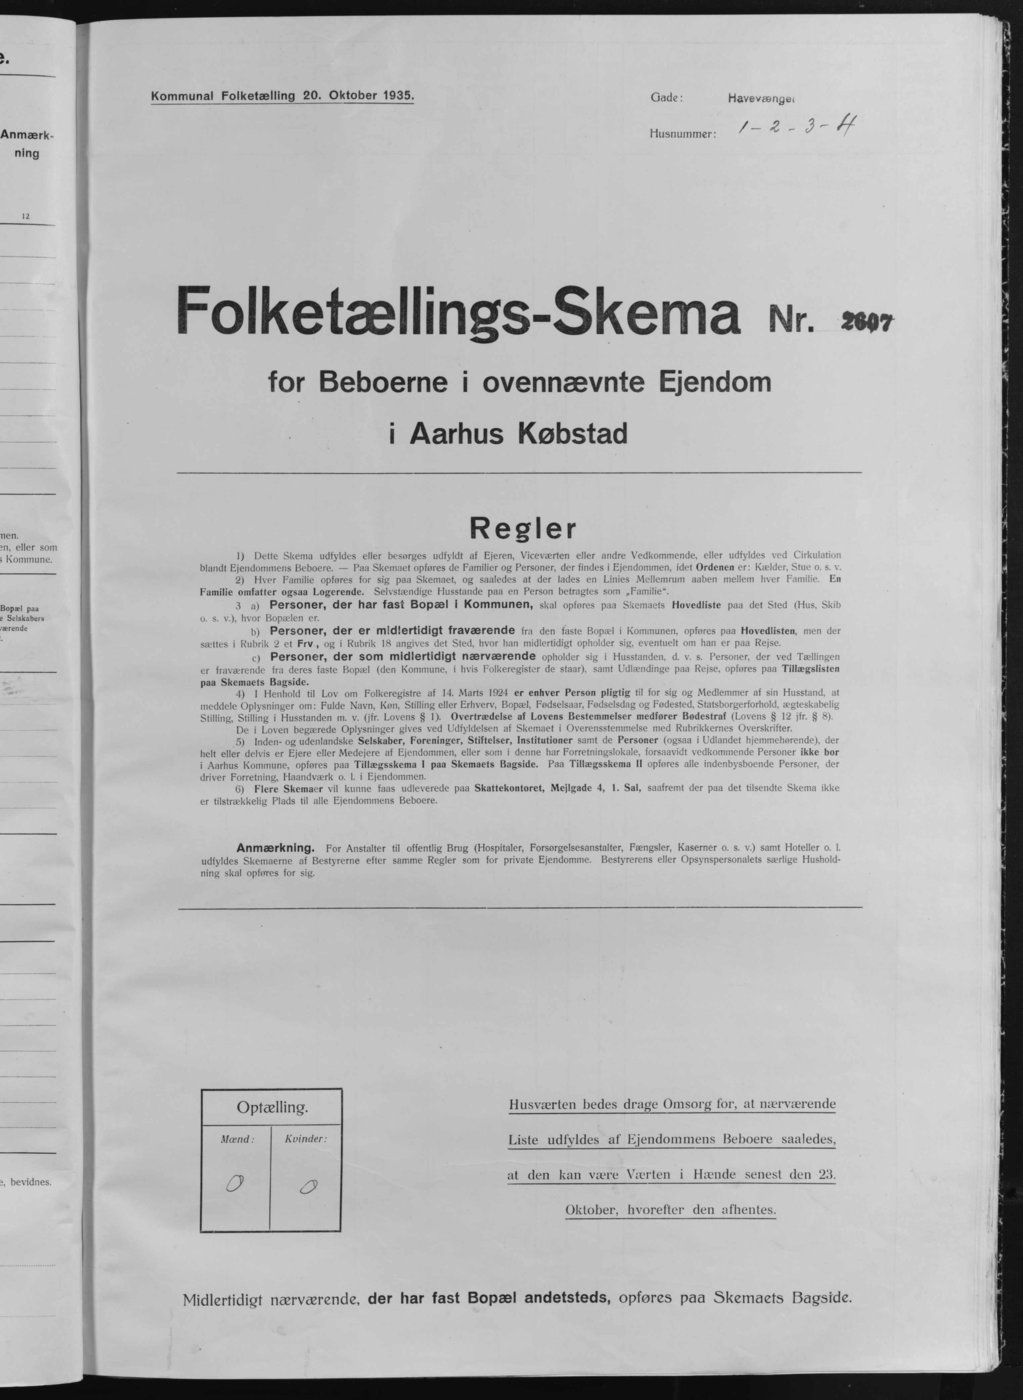 e.
Anmærk-
ning
12
men.
en, eller som
s Kommune.
Bopæl paa
e Selskabers
værende
e, bevidnes.
Kommunal Folketælling 20. Oktober 1935.
Gade: Havevænget
Husnummer: 1 - 2 - 3 - 4
Folketællings-Skema Nr. 2607
for Beboerne i ovennævnte Ejendom
i Aarhus Købstad
Regler
1) Dette Skema udfyldes eller besørges udfyldt af Ejeren, Viceværten eller andre Vedkommende, eller udfyldes ved Cirkulation
blandt Ejendommens Beboere. — Paa Skemaet opføres de Familier og Personer, der findes i Ejendommen, idet Ordenen er: Kælder, Stue o. s. v.
2) Hver Familie opføres for sig paa Skemaet, og saaledes at der lades en Linies Mellemrum aaben mellem hver Familie. En
Familie omfatter ogsaa Logerende. Selvstændige Husstande paa en Person betragtes som „Familie“.
3 a) Personer, der har fast Bopæl i Kommunen, skal opføres paa Skemaets Hovedliste paa det Sted (Hus, Skib
o. s. v.), hvor Bopælen er.
b) Personer, der er midlertidigt fraværende fra den faste Bopæl i Kommunen, opføres paa Hovedlisten, men der
sættes i Rubrik 2 et Frv, og i Rubrik 18 angives det Sted, hvor han midlertidigt opholder sig, eventuelt om han er paa Rejse.
c) Personer, der som midlertidigt nærværende opholder sig i Husstanden, d. v. s. Personer, der ved Tællingen
er fraværende fra deres faste Bopæl (den Kommune, i hvis Folkeregister de staar), samt Udlændinge paa Rejse, opføres paa Tillægslisten
paa Skemaets Bagside.
4) I Henhold til Lov om Folkeregistre af 14. Marts 1924 er enhver Person pligtig til for sig og Medlemmer af sin Husstand, at
meddele Oplysninger om: Fulde Navn, Køn, Stilling eller Erhverv, Bopæl, Fødselsaar, Fødselsdag og Fødested, Statsborgerforhold, ægteskabelig
Stilling, Stilling i Husstanden m. v. (jfr. Lovens § 1). Overtrædelse af Lovens Bestemmelser medfører Bødestraf (Lovens § 12 jfr. § 8).
De i Loven begærede Oplysninger gives ved Udfyldelsen af Skemaet i Overensstemmelse med Rubrikkernes Overskrifter.
5) Inden- og udenlandske Selskaber, Foreninger, Stiftelser, Institutioner samt de Personer (ogsaa i Udlandet hjemmehørende), der
helt eller delvis er Ejere eller Medejere af Ejendommen, eller som i denne har Forretningslokale, forsaavidt vedkommende Personer ikke bor
i Aarhus Kommune, opføres paa Tillægsskema I paa Skemaets Bagside. Paa Tillægsskema II opføres alle indenbysboende Personer, der
driver Forretning, Haandværk o. l. i Ejendommen.
6) Flere Skemaer vil kunne faas udleverede paa Skattekontoret, Mejlgade 4, 1. Sal, saafremt der paa det tilsendte Skema ikke
er tilstrækkelig Plads til alle Ejendommens Beboere.
Anmærkning. For Anstalter til offentlig Brug (Hospitaler, Forsørgelsesanstalter, Fængsler, Kaserner o. s. v.) samt Hoteller o. l.
udfyldes Skemaerne af Bestyrerne efter samme Regler som for private Ejendomme. Bestyrerens eller Opsynspersonalets særlige Hushold-
ning skal opføres for sig.
Optælling.
Mænd: Kvinder:
0 0
Husværten bedes drage Omsorg for, at nærværende
Liste udfyldes af Ejendommens Beboere saaledes,
at den kan være Værten i Hænde senest den 23.
Oktober, hvorefter den afhentes.
Midlertidigt nærværende, der har fast Bopæl andetsteds, opføres paa Skemaets Bagside.